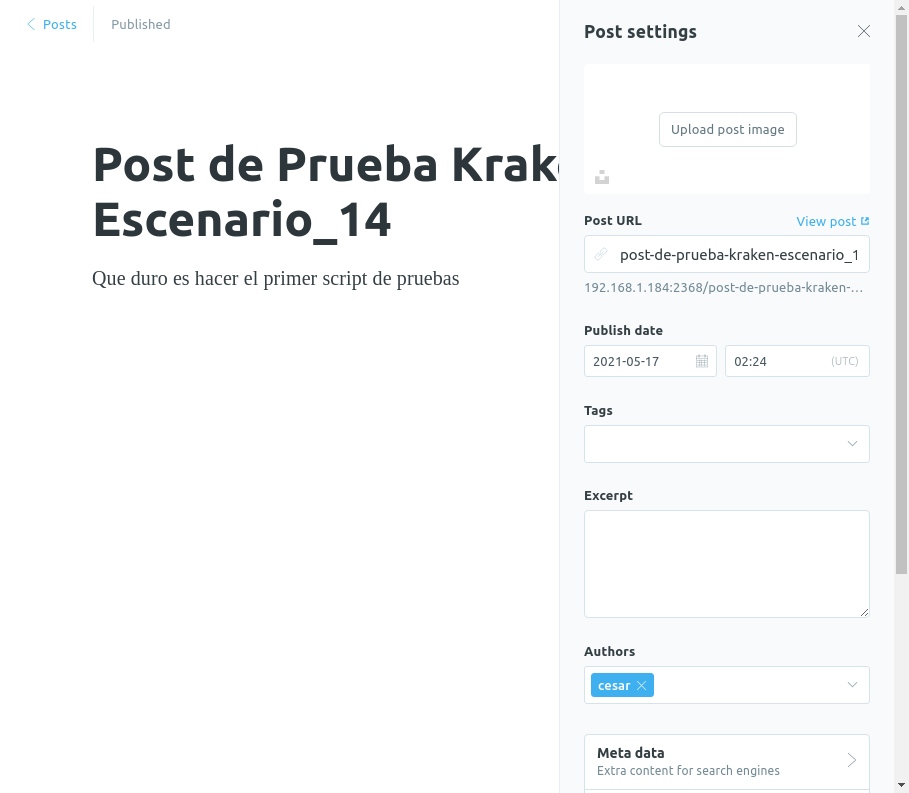 Posts
Published
Post de Prueba Krak
Escenario_14
Que duro es hacer el primer script de pruebas
Post settings
Upload post image
Post URL
View post
post-de-prueba-kraken-escenario_1
192.168.1.184:2368/post-de-prueba-kraken-…
Publish date
2021-05-17
02:24
(UTC)
Tags
Excerpt
Authors
cesar
Meta data
Extra content for search engines